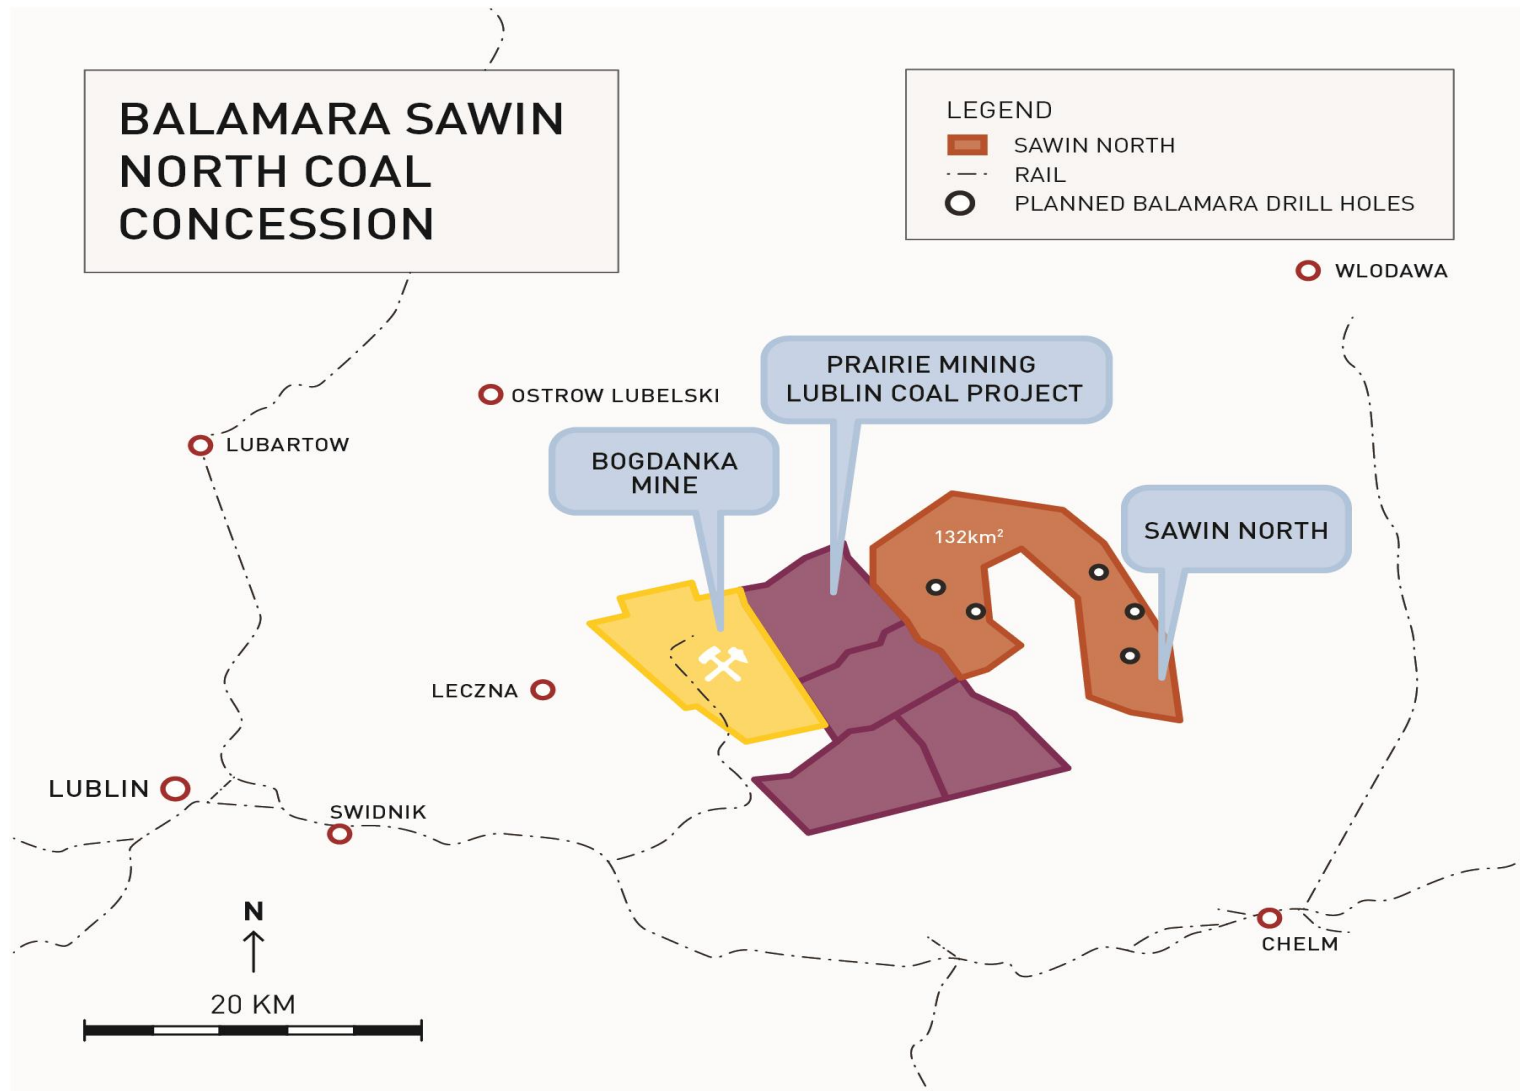 BALAMARA SAWIN
NORTH COAL
CONCESSION
LEGEND
SAWIN NORTH
RAIL
PLANNED BALAMARA DRILL HOLES
WLODAWA
PRAIRIE MINING
LUBLIN COAL PROJECT
OSTROW LUBELSKI
LUBARTOW
BOGDANKA
MINE
SAWIN NORTH
132km²
LECZNA
LUBLIN
SWIDNIK
CHELM
N
20 KM